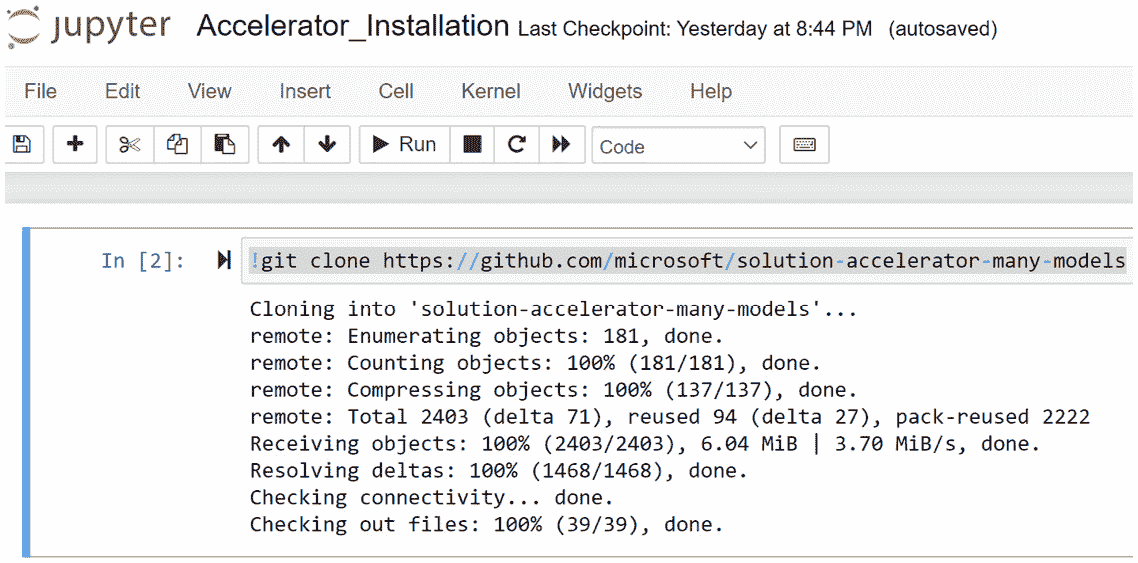 jupyter Accelerator_Installation Last Checkpoint: Yesterday at 8:44 PM (autosaved)
File Edit View Insert Cell Kernel Widgets Help
Run Code
In [2]: !git clone https://github.com/microsoft/solution-accelerator-many-models
Cloning into 'solution-accelerator-many-models'...
remote: Enumerating objects: 181, done.
remote: Counting objects: 100% (181/181), done.
remote: Compressing objects: 100% (137/137), done.
remote: Total 2403 (delta 71), reused 94 (delta 27), pack-reused 2222
Receiving objects: 100% (2403/2403), 6.04 MiB | 3.70 MiB/s, done.
Resolving deltas: 100% (1468/1468), done.
Checking connectivity... done.
Checking out files: 100% (39/39), done.